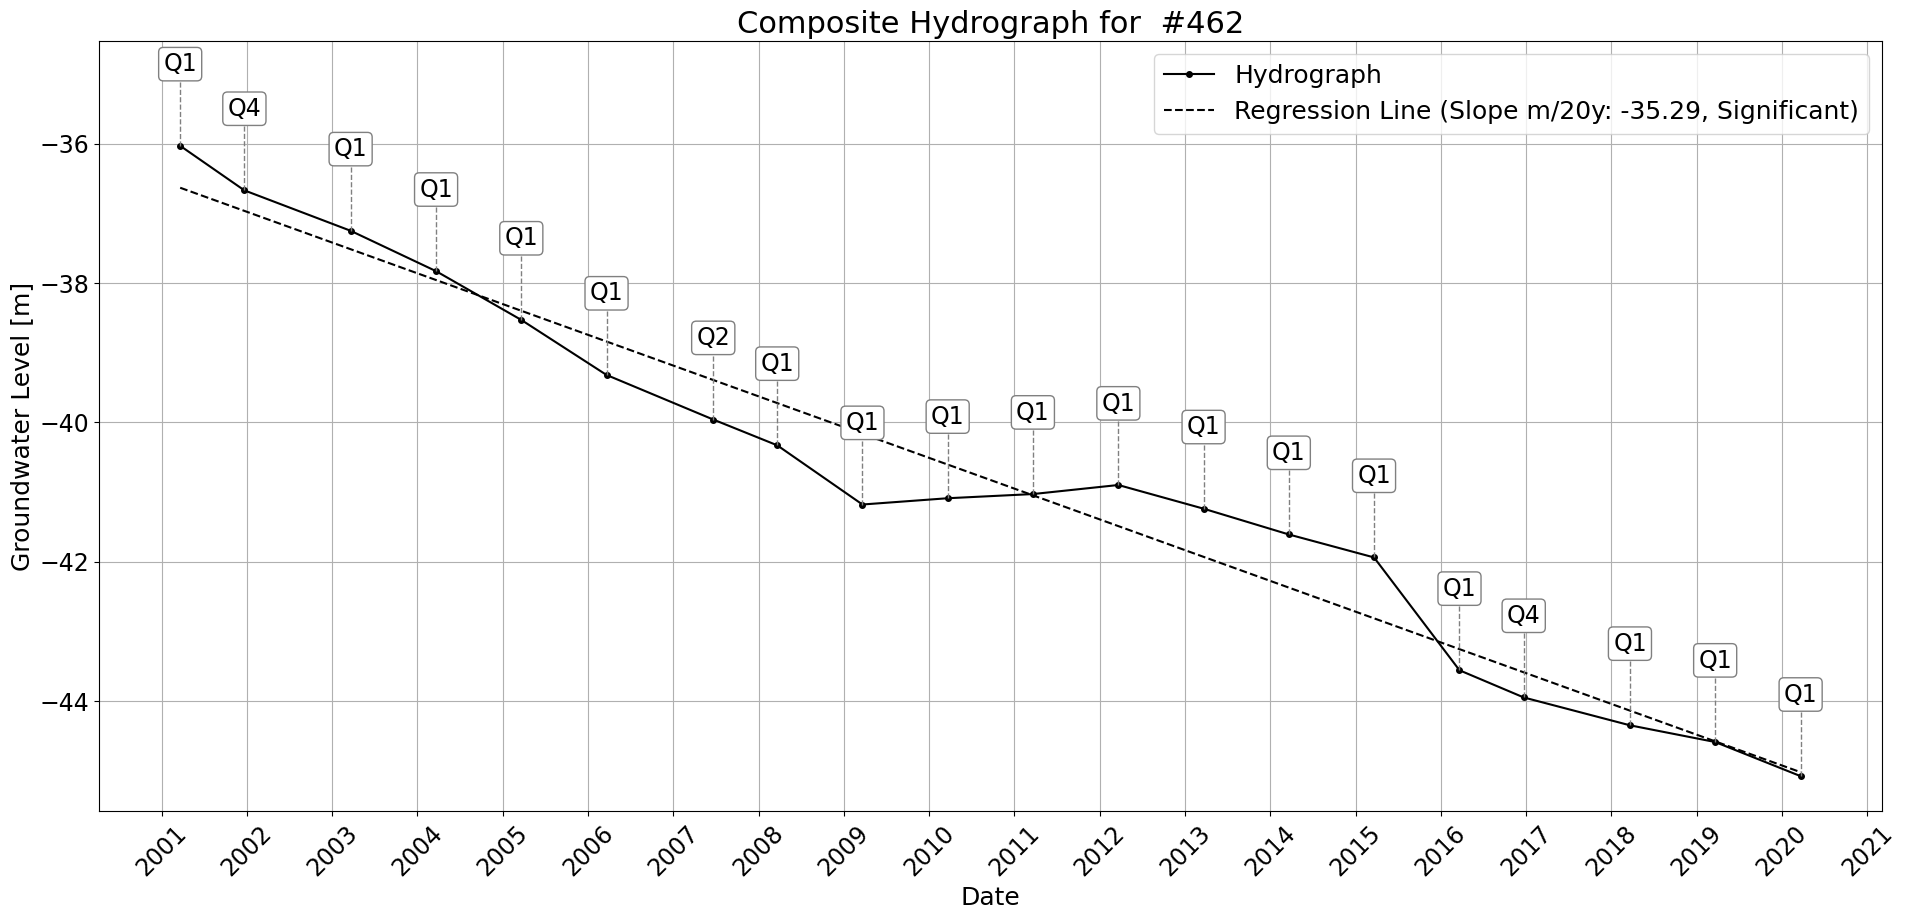 Composite Hydrograph for  #462
Hydrograph
Regression Line (Slope m/20y: -35.29, Significant)
Q1
Q4
Q1
Q1
Q1
Q1
Q2
Q1
Q1
Q1
Q1
Q1
Q1
Q1
Q1
Q1
Q4
Q1
Q1
Q1
Groundwater Level [m]
−36
−38
−40
−42
−44
2001
2002
2003
2004
2005
2006
2007
2008
2009
2010
2011
2012
2013
2014
2015
2016
2017
2018
2019
2020
2021
Date